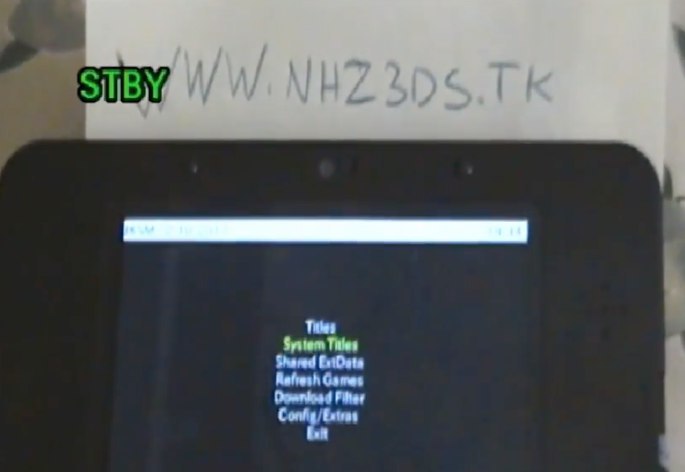 STBY
WWW.NHZ3DS.TK
Titles
System Titles
Shared ExtData
Refresh Games
Download Filter
Config/Extras
Exit